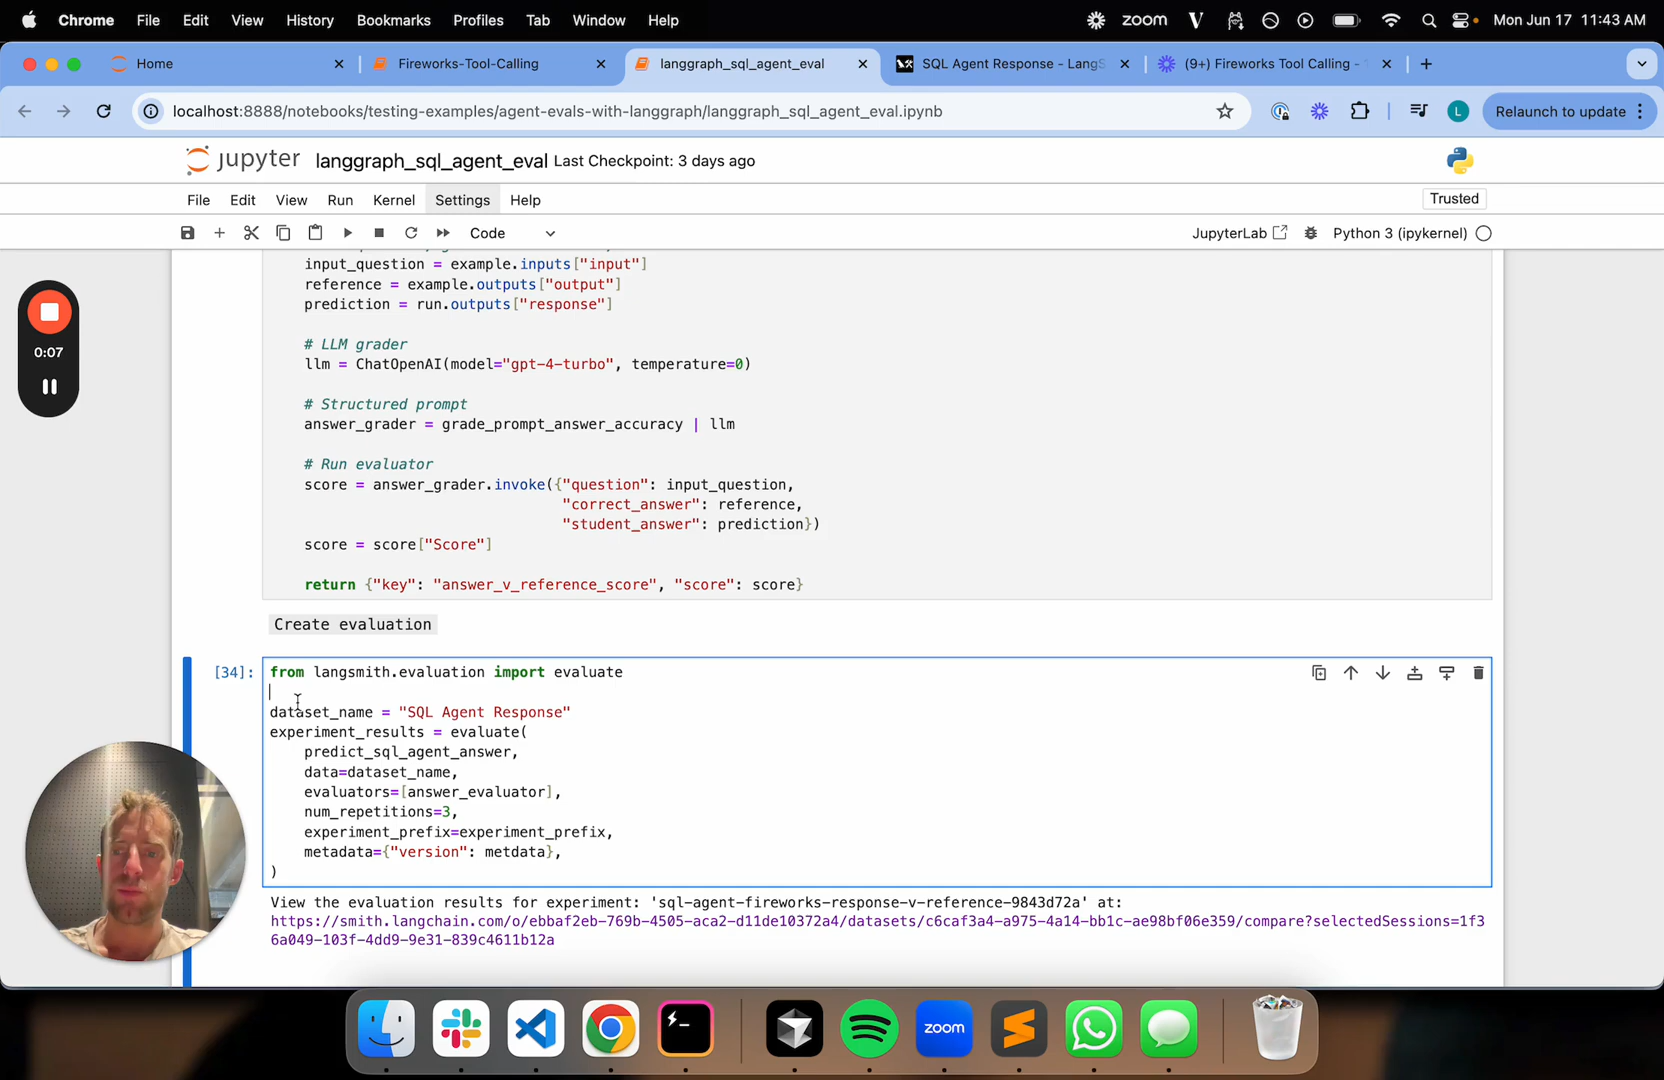 Chrome File Edit View History Bookmarks Profiles Tab Window Help zoom Mon Jun 17 11:43 AM
Home Fireworks-Tool-Calling langgraph_sql_agent_eval SQL Agent Response - LangS (9+) Fireworks Tool Calling -
localhost:8888/notebooks/testing-examples/agent-evals-with-langgraph/langgraph_sql_agent_eval.ipynb L Relaunch to update
jupyter langgraph_sql_agent_eval Last Checkpoint: 3 days ago
File Edit View Run Kernel Settings Help Trusted
Code JupyterLab Python 3 (ipykernel)
input_question = example.inputs["input"]
reference = example.outputs["output"]
prediction = run.outputs["response"]
# LLM grader
llm = ChatOpenAI(model="gpt-4-turbo", temperature=0)
# Structured prompt
answer_grader = grade_prompt_answer_accuracy | llm
# Run evaluator
score = answer_grader.invoke({"question": input_question,
"correct_answer": reference,
"student_answer": prediction})
score = score["Score"]
return {"key": "answer_v_reference_score", "score": score}
0:07
Create evaluation
[34]: from langsmith.evaluation import evaluate
dataset_name = "SQL Agent Response"
experiment_results = evaluate(
predict_sql_agent_answer,
data=dataset_name,
evaluators=[answer_evaluator],
num_repetitions=3,
experiment_prefix=experiment_prefix,
metadata={"version": metdata},
)
View the evaluation results for experiment: 'sql-agent-fireworks-response-v-reference-9843d72a' at:
https://smith.langchain.com/o/ebbaf2eb-769b-4505-aca2-d11de10372a4/datasets/c6caf3a4-a975-4a14-bb1c-ae98bf06e359/compare?selectedSessions=1f3
6a049-103f-4dd9-9e31-839c4611b12a
zoom